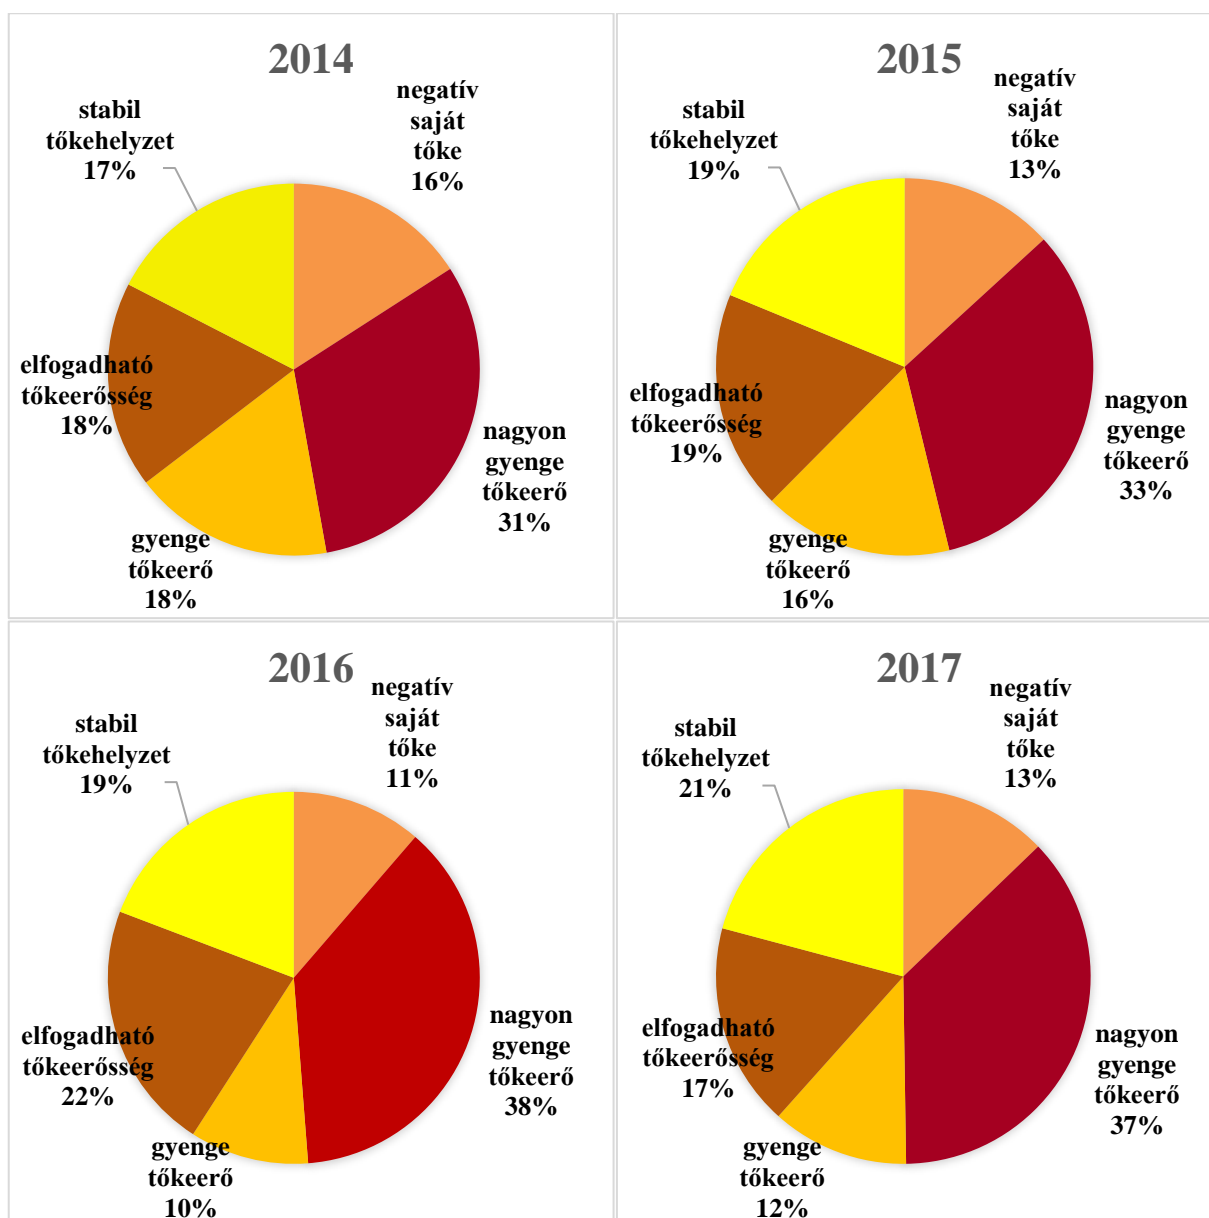 2014
negatív
saját
tőke
16%
stabil
tőkehelyzet
17%
elfogadható
tőkeerősség
18%
nagyon
gyenge
tőkeerő
31%
gyenge
tőkeerő
18%
2015
negatív
saját
tőke
13%
stabil
tőkehelyzet
19%
elfogadható
tőkeerősség
19%
nagyon
gyenge
tőkeerő
33%
gyenge
tőkeerő
16%
2016
negatív
saját
tőke
11%
stabil
tőkehelyzet
19%
elfogadható
tőkeerősség
22%
nagyon
gyenge
tőkeerő
38%
gyenge
tőkeerő
10%
2017
negatív
saját
tőke
13%
stabil
tőkehelyzet
21%
elfogadható
tőkeerősség
17%
nagyon
gyenge
tőkeerő
37%
gyenge
tőkeerő
12%